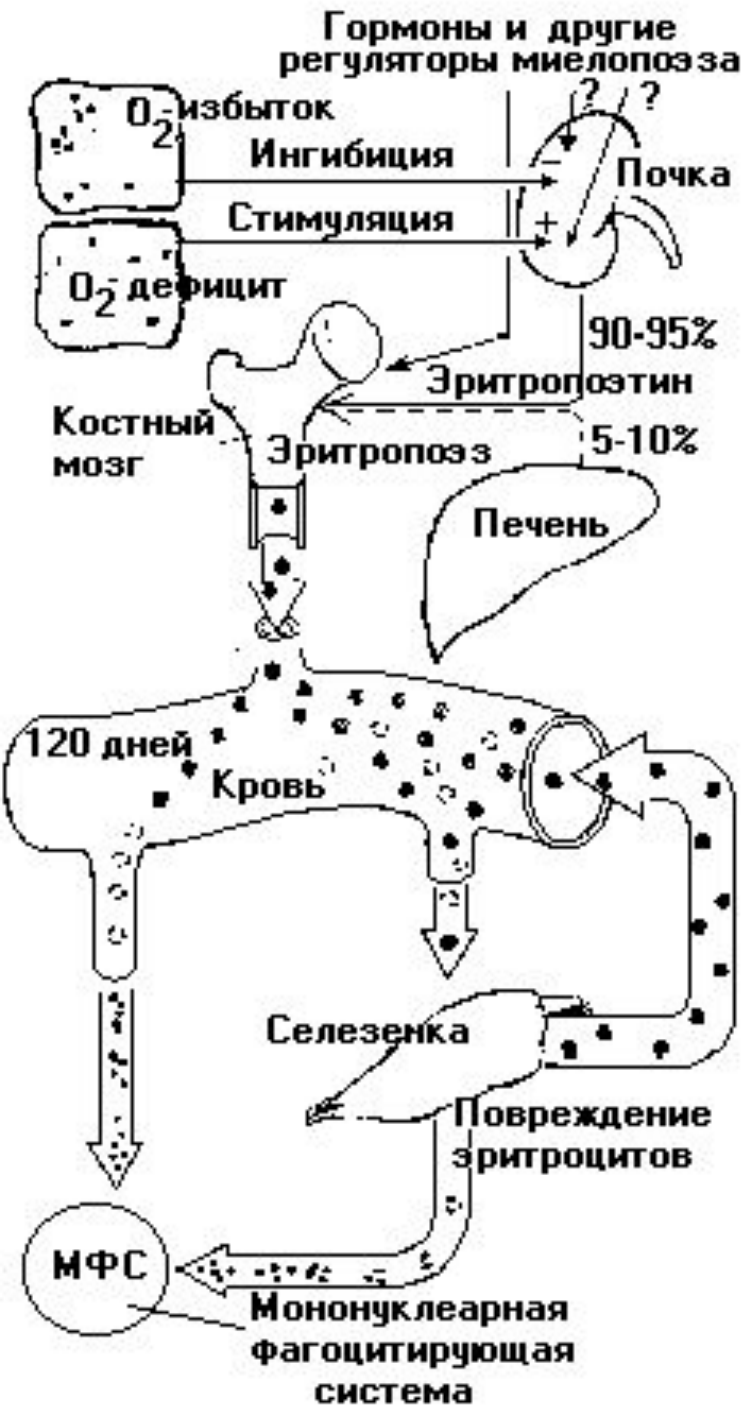 Гормоны и другие
регуляторы миелопоэза
O2-избыток
? ?
Ингибиция
−
Почка
Стимуляция
+
O2-дефицит
90-95%
Эритропоэтин
Костный
мозг
Эритропоэз
5-10%
Печень
120 дней
Кровь
Селезенка
Повреждение
эритроцитов
МФС
Мононуклеарная
фагоцитирующая
система